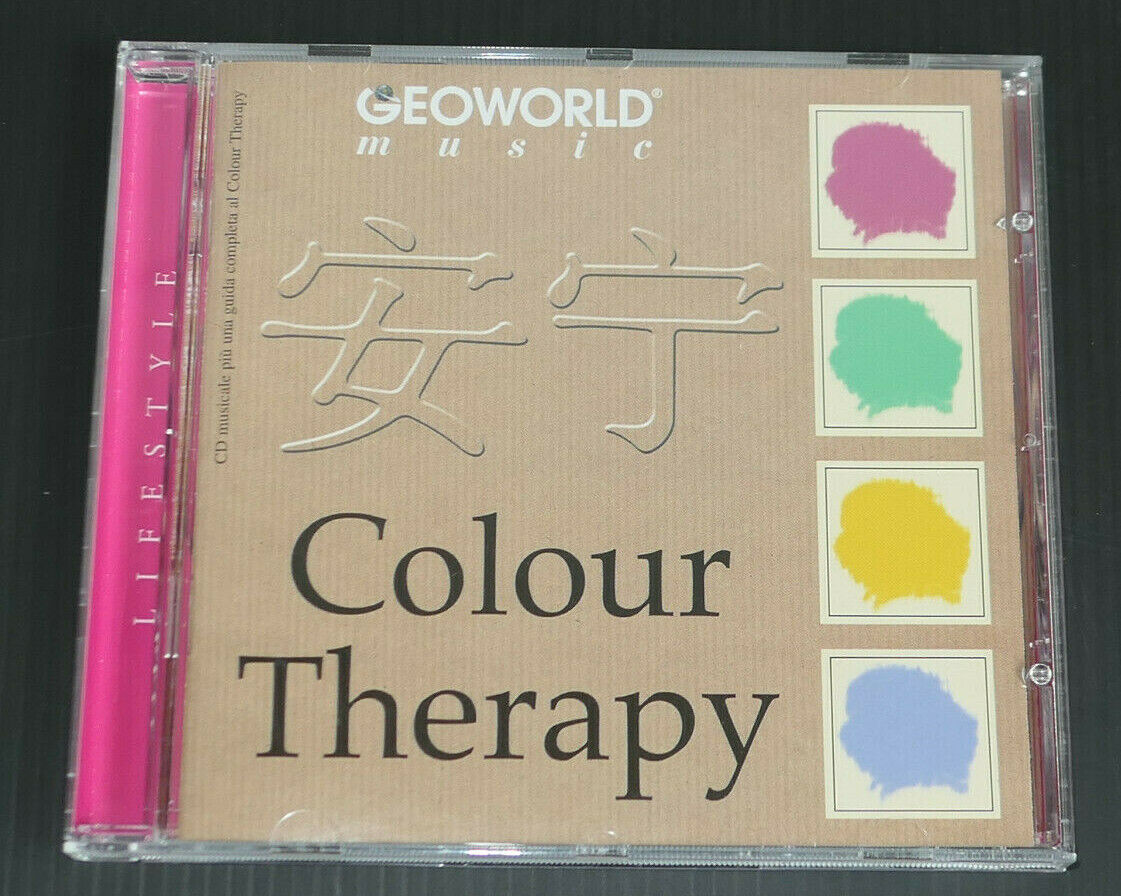 GEOWORLD®
music
CD musicale più una guida completa al Colour Therapy
安宁
Colour
Therapy
LIFESTYLE